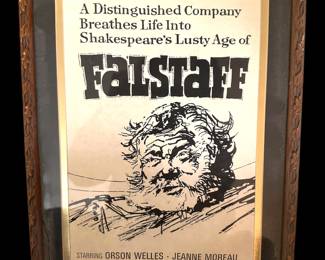 A Distinguished Company
Breathes Life Into
Shakespeare's Lusty Age of
FALSTAFF
STARRING ORSON WELLES · JEANNE MOREAU